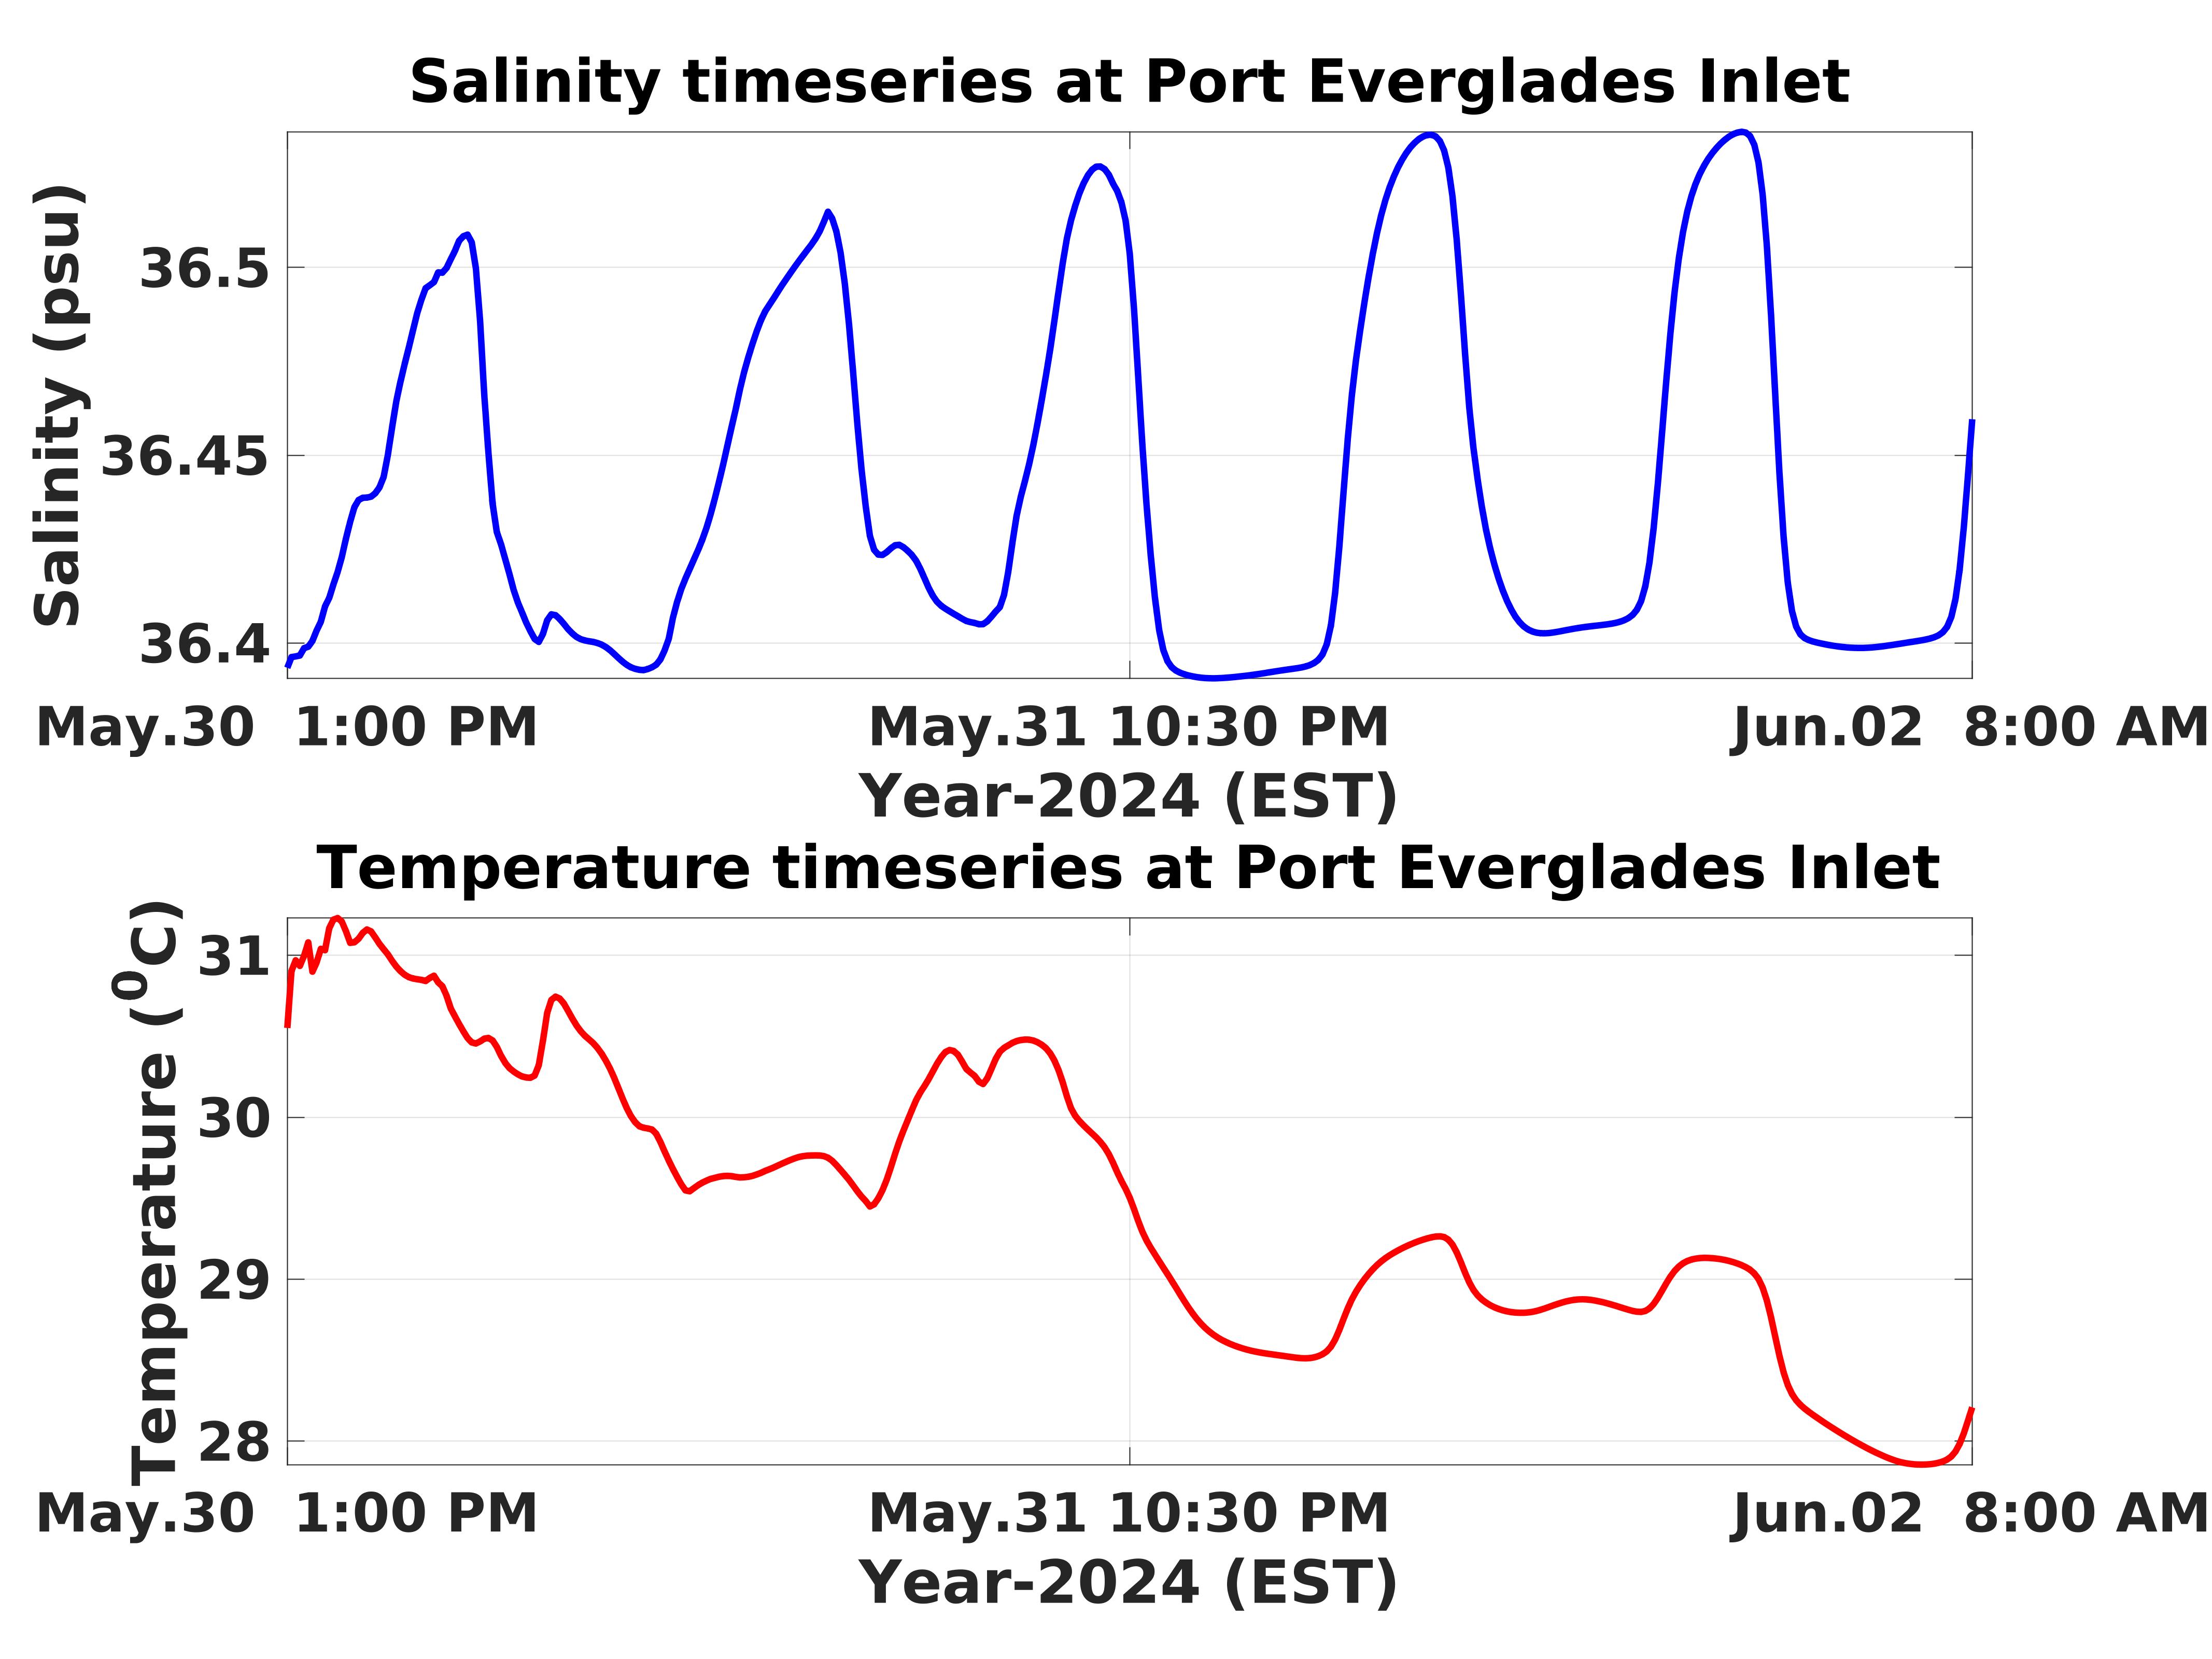 Salinity timeseries at Port Everglades Inlet
Salinity (psu)
36.5
36.45
36.4
May.30  1:00 PM
May.31 10:30 PM
Jun.02  8:00 AM
Year-2024 (EST)
Temperature timeseries at Port Everglades Inlet
Temperature (⁰C)
31
30
29
28
May.30  1:00 PM
May.31 10:30 PM
Jun.02  8:00 AM
Year-2024 (EST)